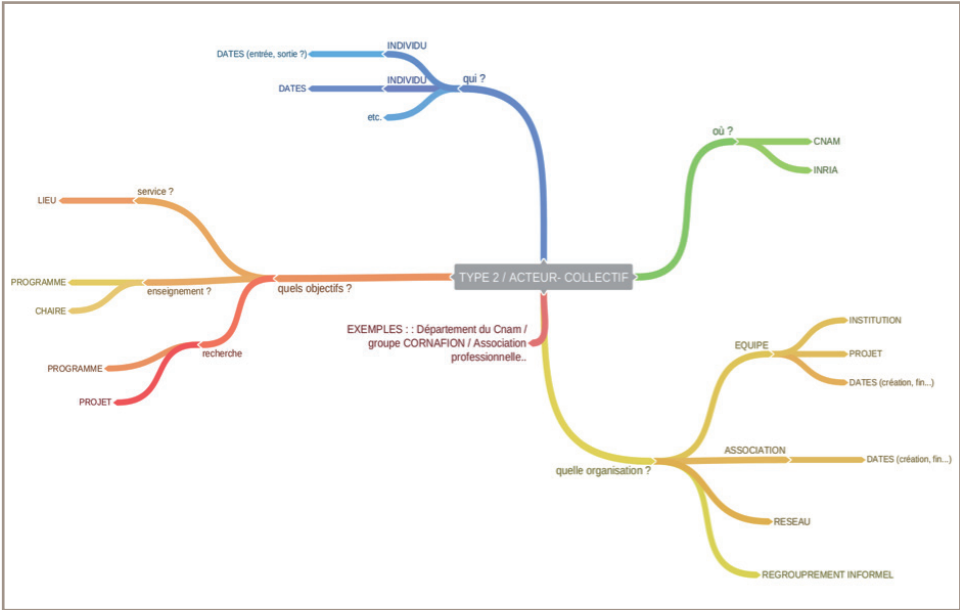 TYPE 2 / ACTEUR- COLLECTIF
qui ?
INDIVIDU
DATES (entrée, sortie ?)
INDIVIDU
DATES
etc.
où ?
CNAM
INRIA
quels objectifs ?
service ?
LIEU
enseignement ?
PROGRAMME
CHAIRE
recherche
PROGRAMME
PROJET
EXEMPLES : : Département du Cnam /
groupe CORNAFION / Association
professionnelle..
quelle organisation ?
EQUIPE
INSTITUTION
PROJET
DATES (création, fin...)
ASSOCIATION
DATES (création, fin...)
RESEAU
REGROUPREMENT INFORMEL